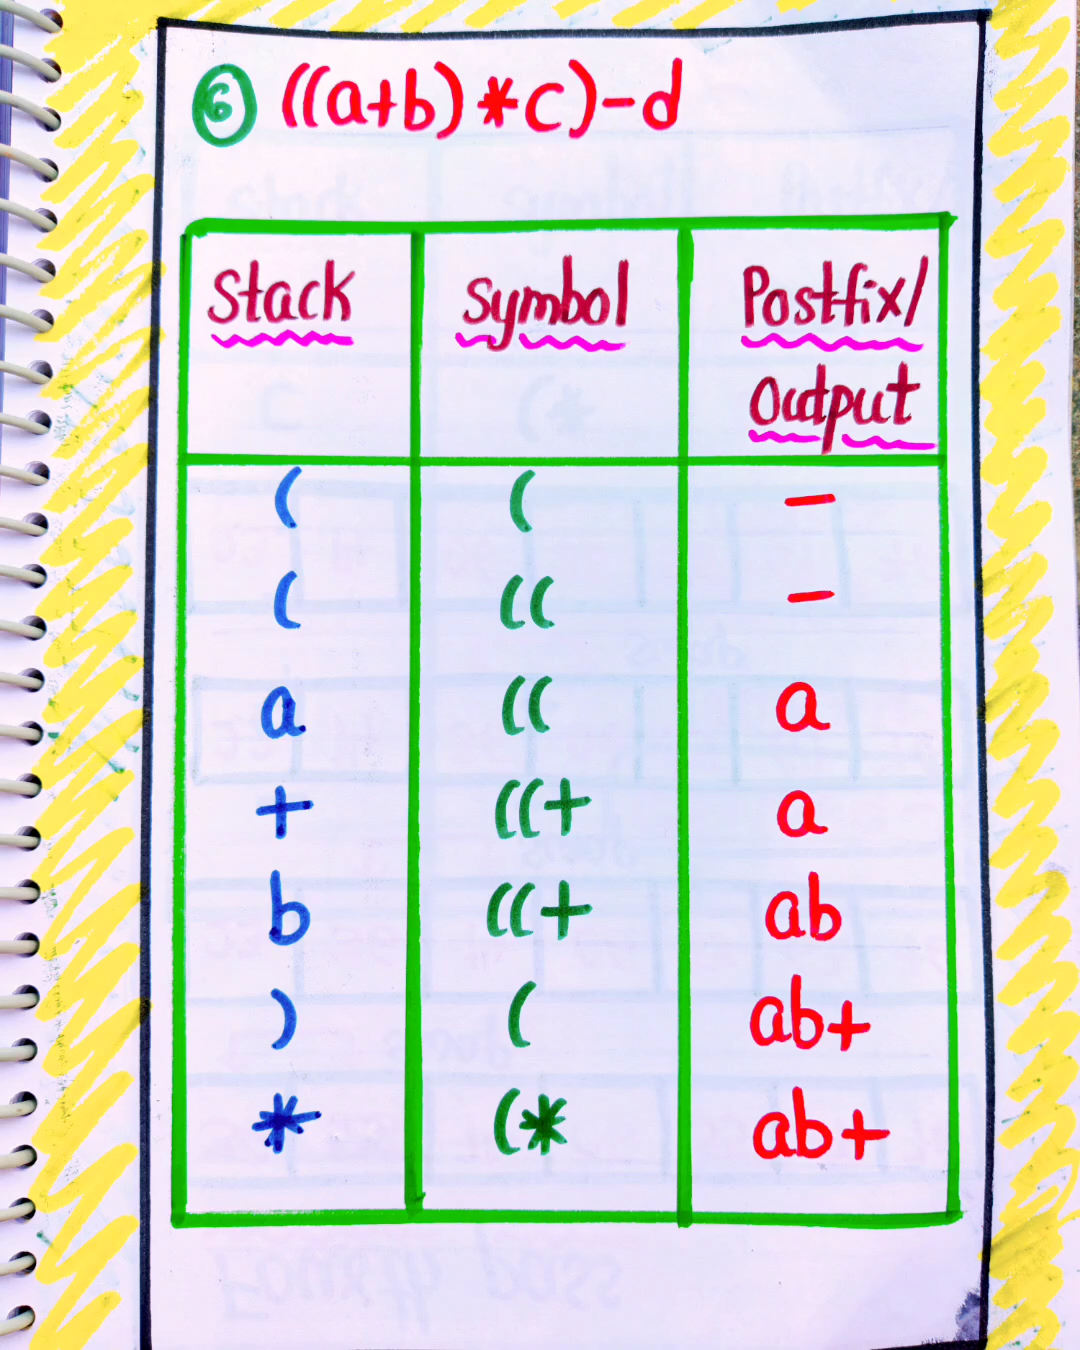 6 ((a+b)*c)-d
Stack Symbol Postfix/
Output
( ( -
( (( -
a (( a
+ ((+ a
b ((+ ab
) ( ab+
* (* ab+